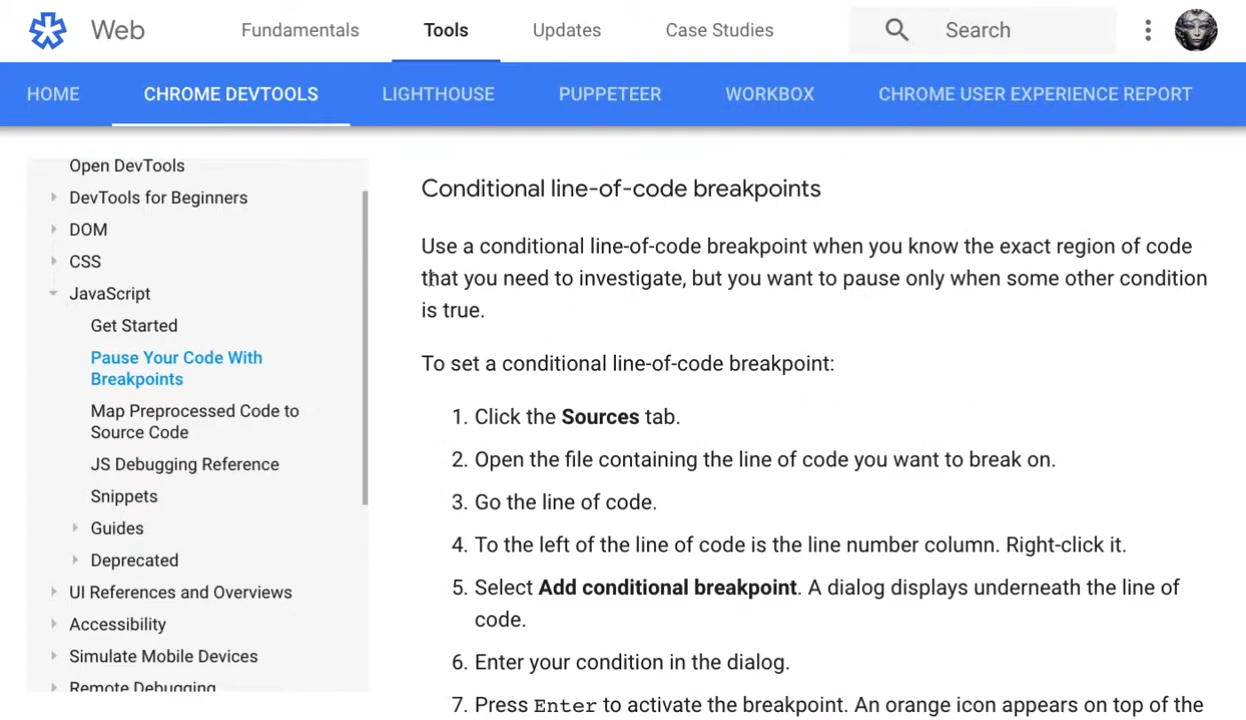 Web
Fundamentals
Tools
Updates
Case Studies
Search
HOME
CHROME DEVTOOLS
LIGHTHOUSE
PUPPETEER
WORKBOX
CHROME USER EXPERIENCE REPORT
Open DevTools
DevTools for Beginners
DOM
CSS
JavaScript
Get Started
Pause Your Code With
Breakpoints
Map Preprocessed Code to
Source Code
JS Debugging Reference
Snippets
Guides
Deprecated
UI References and Overviews
Accessibility
Simulate Mobile Devices
Remote Debugging
Conditional line-of-code breakpoints
Use a conditional line-of-code breakpoint when you know the exact region of code
that you need to investigate, but you want to pause only when some other condition
is true.
To set a conditional line-of-code breakpoint:
1. Click the Sources tab.
2. Open the file containing the line of code you want to break on.
3. Go the line of code.
4. To the left of the line of code is the line number column. Right-click it.
5. Select Add conditional breakpoint. A dialog displays underneath the line of
code.
6. Enter your condition in the dialog.
7. Press Enter to activate the breakpoint. An orange icon appears on top of the